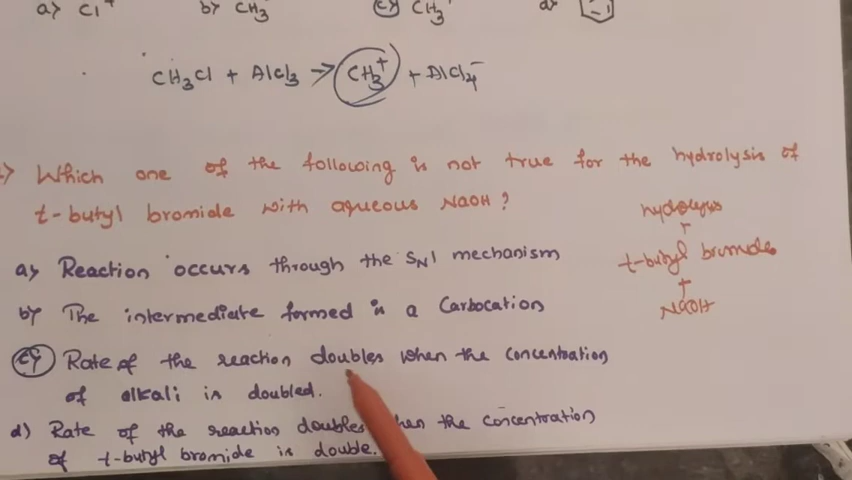 a) Cl⁺ b) CH3 c) CH3 d)
CH3Cl + AlCl3 → CH3⁺ + AlCl4⁻
Which one of the following is not true for the hydrolysis of
t-butyl bromide with aqueous NaOH?
a) Reaction occurs through the SN1 mechanism
b) The intermediate formed is a Carbocation
c) Rate of the reaction doubles when the concentration
of alkali is doubled.
d) Rate of the reaction doubles when the concentration
of t-butyl bromide is double.
hydolysis
+
t-butyl bromide
+
NaOH